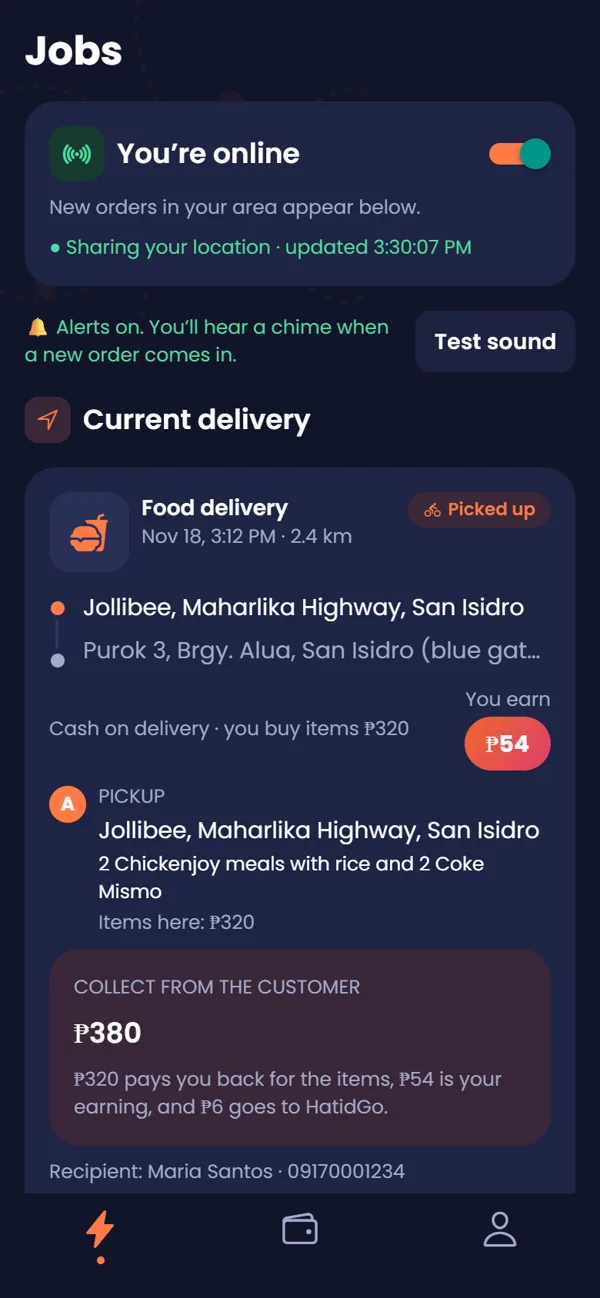 Jobs
You’re online
New orders in your area appear below.
● Sharing your location · updated 3:30:07 PM
🔔 Alerts on. You’ll hear a chime when
a new order comes in.
Test sound
Current delivery
Food delivery
Picked up
Nov 18, 3:12 PM · 2.4 km
Jollibee, Maharlika Highway, San Isidro
Purok 3, Brgy. Alua, San Isidro (blue gat…
You earn
Cash on delivery · you buy items ₱320
₱54
A
PICKUP
Jollibee, Maharlika Highway, San Isidro
2 Chickenjoy meals with rice and 2 Coke
Mismo
Items here: ₱320
COLLECT FROM THE CUSTOMER
₱380
₱320 pays you back for the items, ₱54 is your
earning, and ₱6 goes to HatidGo.
Recipient: Maria Santos · 09170001234